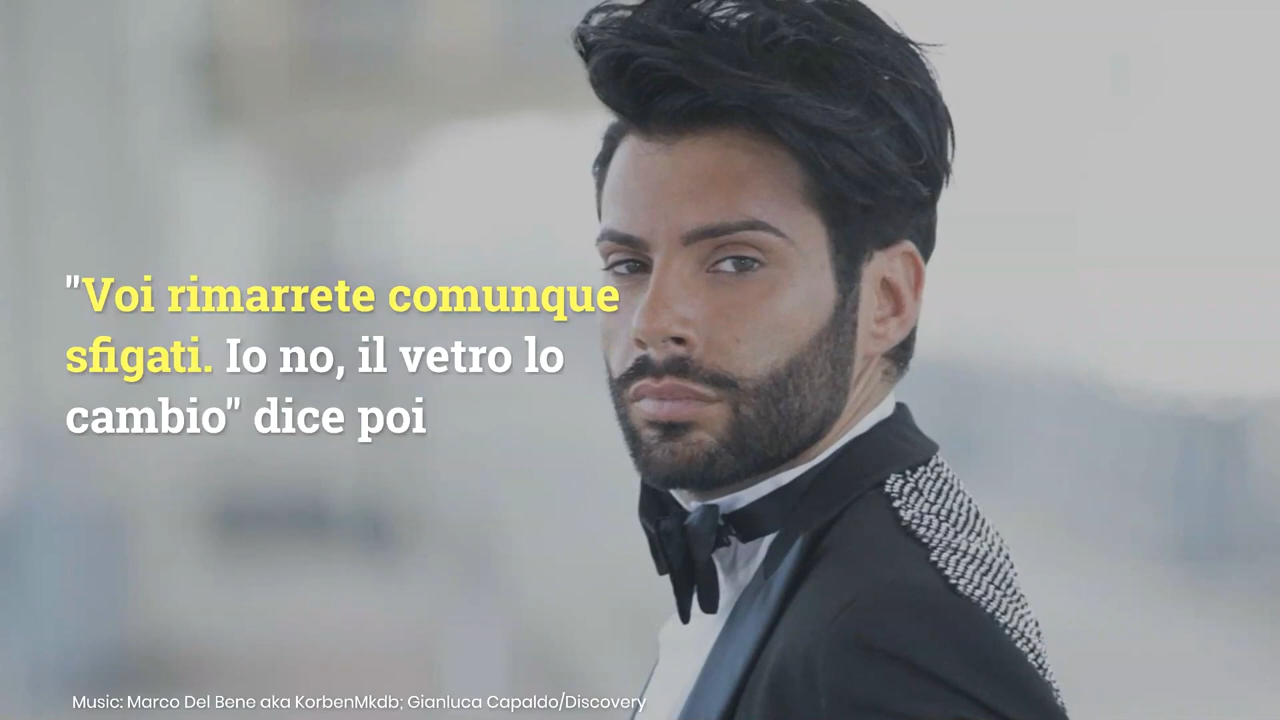 "Voi rimarrete comunque
sfigati. Io no, il vetro lo
cambio" dice poi
Music: Marco Del Bene aka KorbenMkdb; Gianluca Capaldo/Discovery